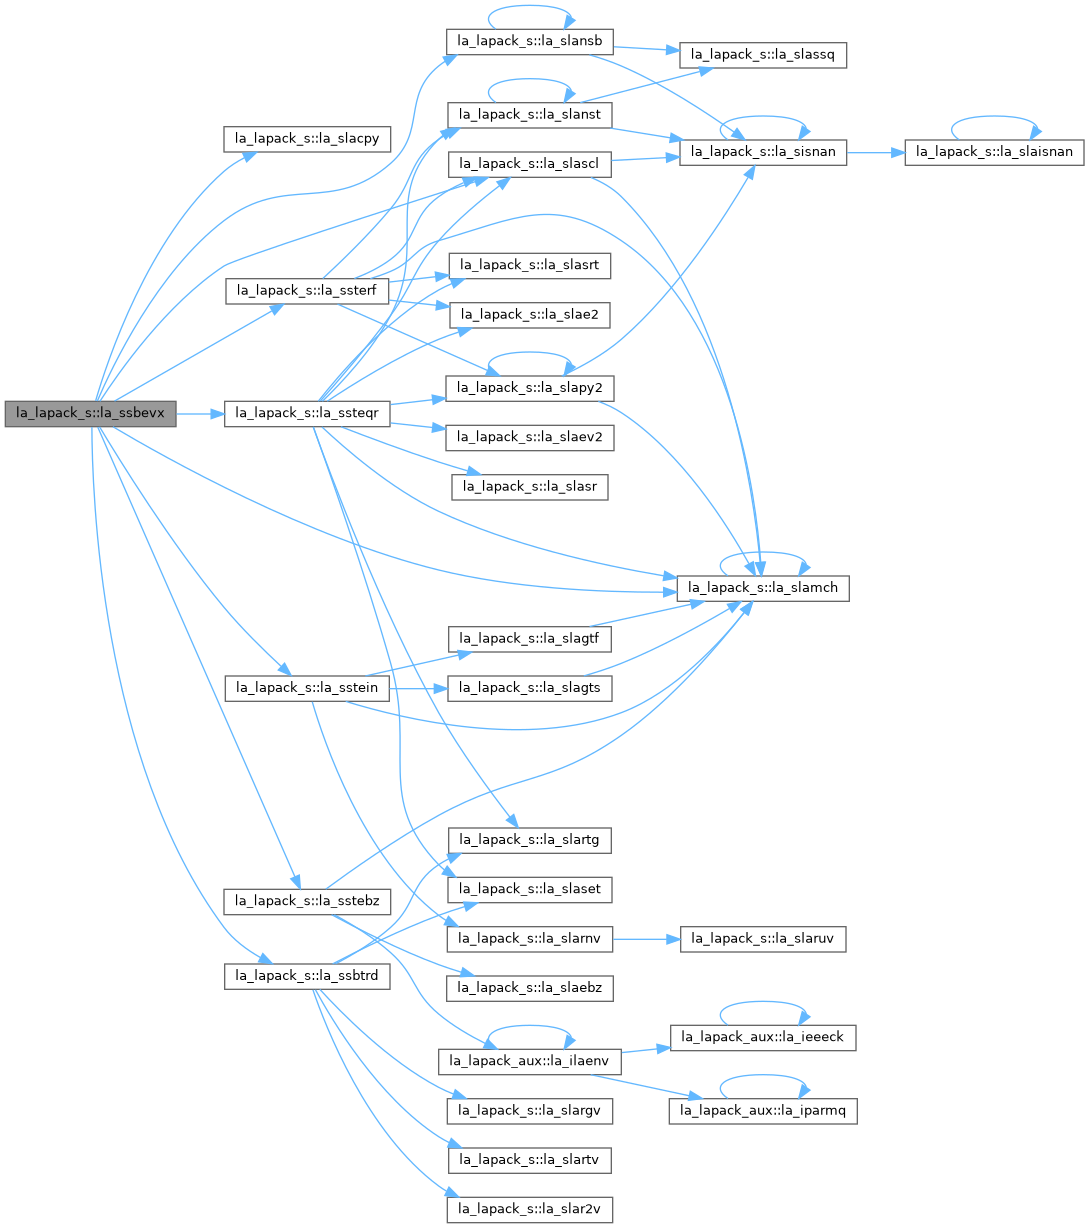 la_lapack_s::la_slansb
la_lapack_s::la_slassq
la_lapack_s::la_slanst
la_lapack_s::la_slacpy
la_lapack_s::la_sisnan
la_lapack_s::la_slaisnan
la_lapack_s::la_slascl
la_lapack_s::la_slasrt
la_lapack_s::la_ssterf
la_lapack_s::la_slae2
la_lapack_s::la_slapy2
la_lapack_s::la_ssbevx
la_lapack_s::la_ssteqr
la_lapack_s::la_slaev2
la_lapack_s::la_slasr
la_lapack_s::la_slamch
la_lapack_s::la_slagtf
la_lapack_s::la_sstein
la_lapack_s::la_slagts
la_lapack_s::la_slartg
la_lapack_s::la_slaset
la_lapack_s::la_sstebz
la_lapack_s::la_slarnv
la_lapack_s::la_slaruv
la_lapack_s::la_ssbtrd
la_lapack_s::la_slaebz
la_lapack_aux::la_ieeeck
la_lapack_aux::la_ilaenv
la_lapack_s::la_slargv
la_lapack_aux::la_iparmq
la_lapack_s::la_slartv
la_lapack_s::la_slar2v